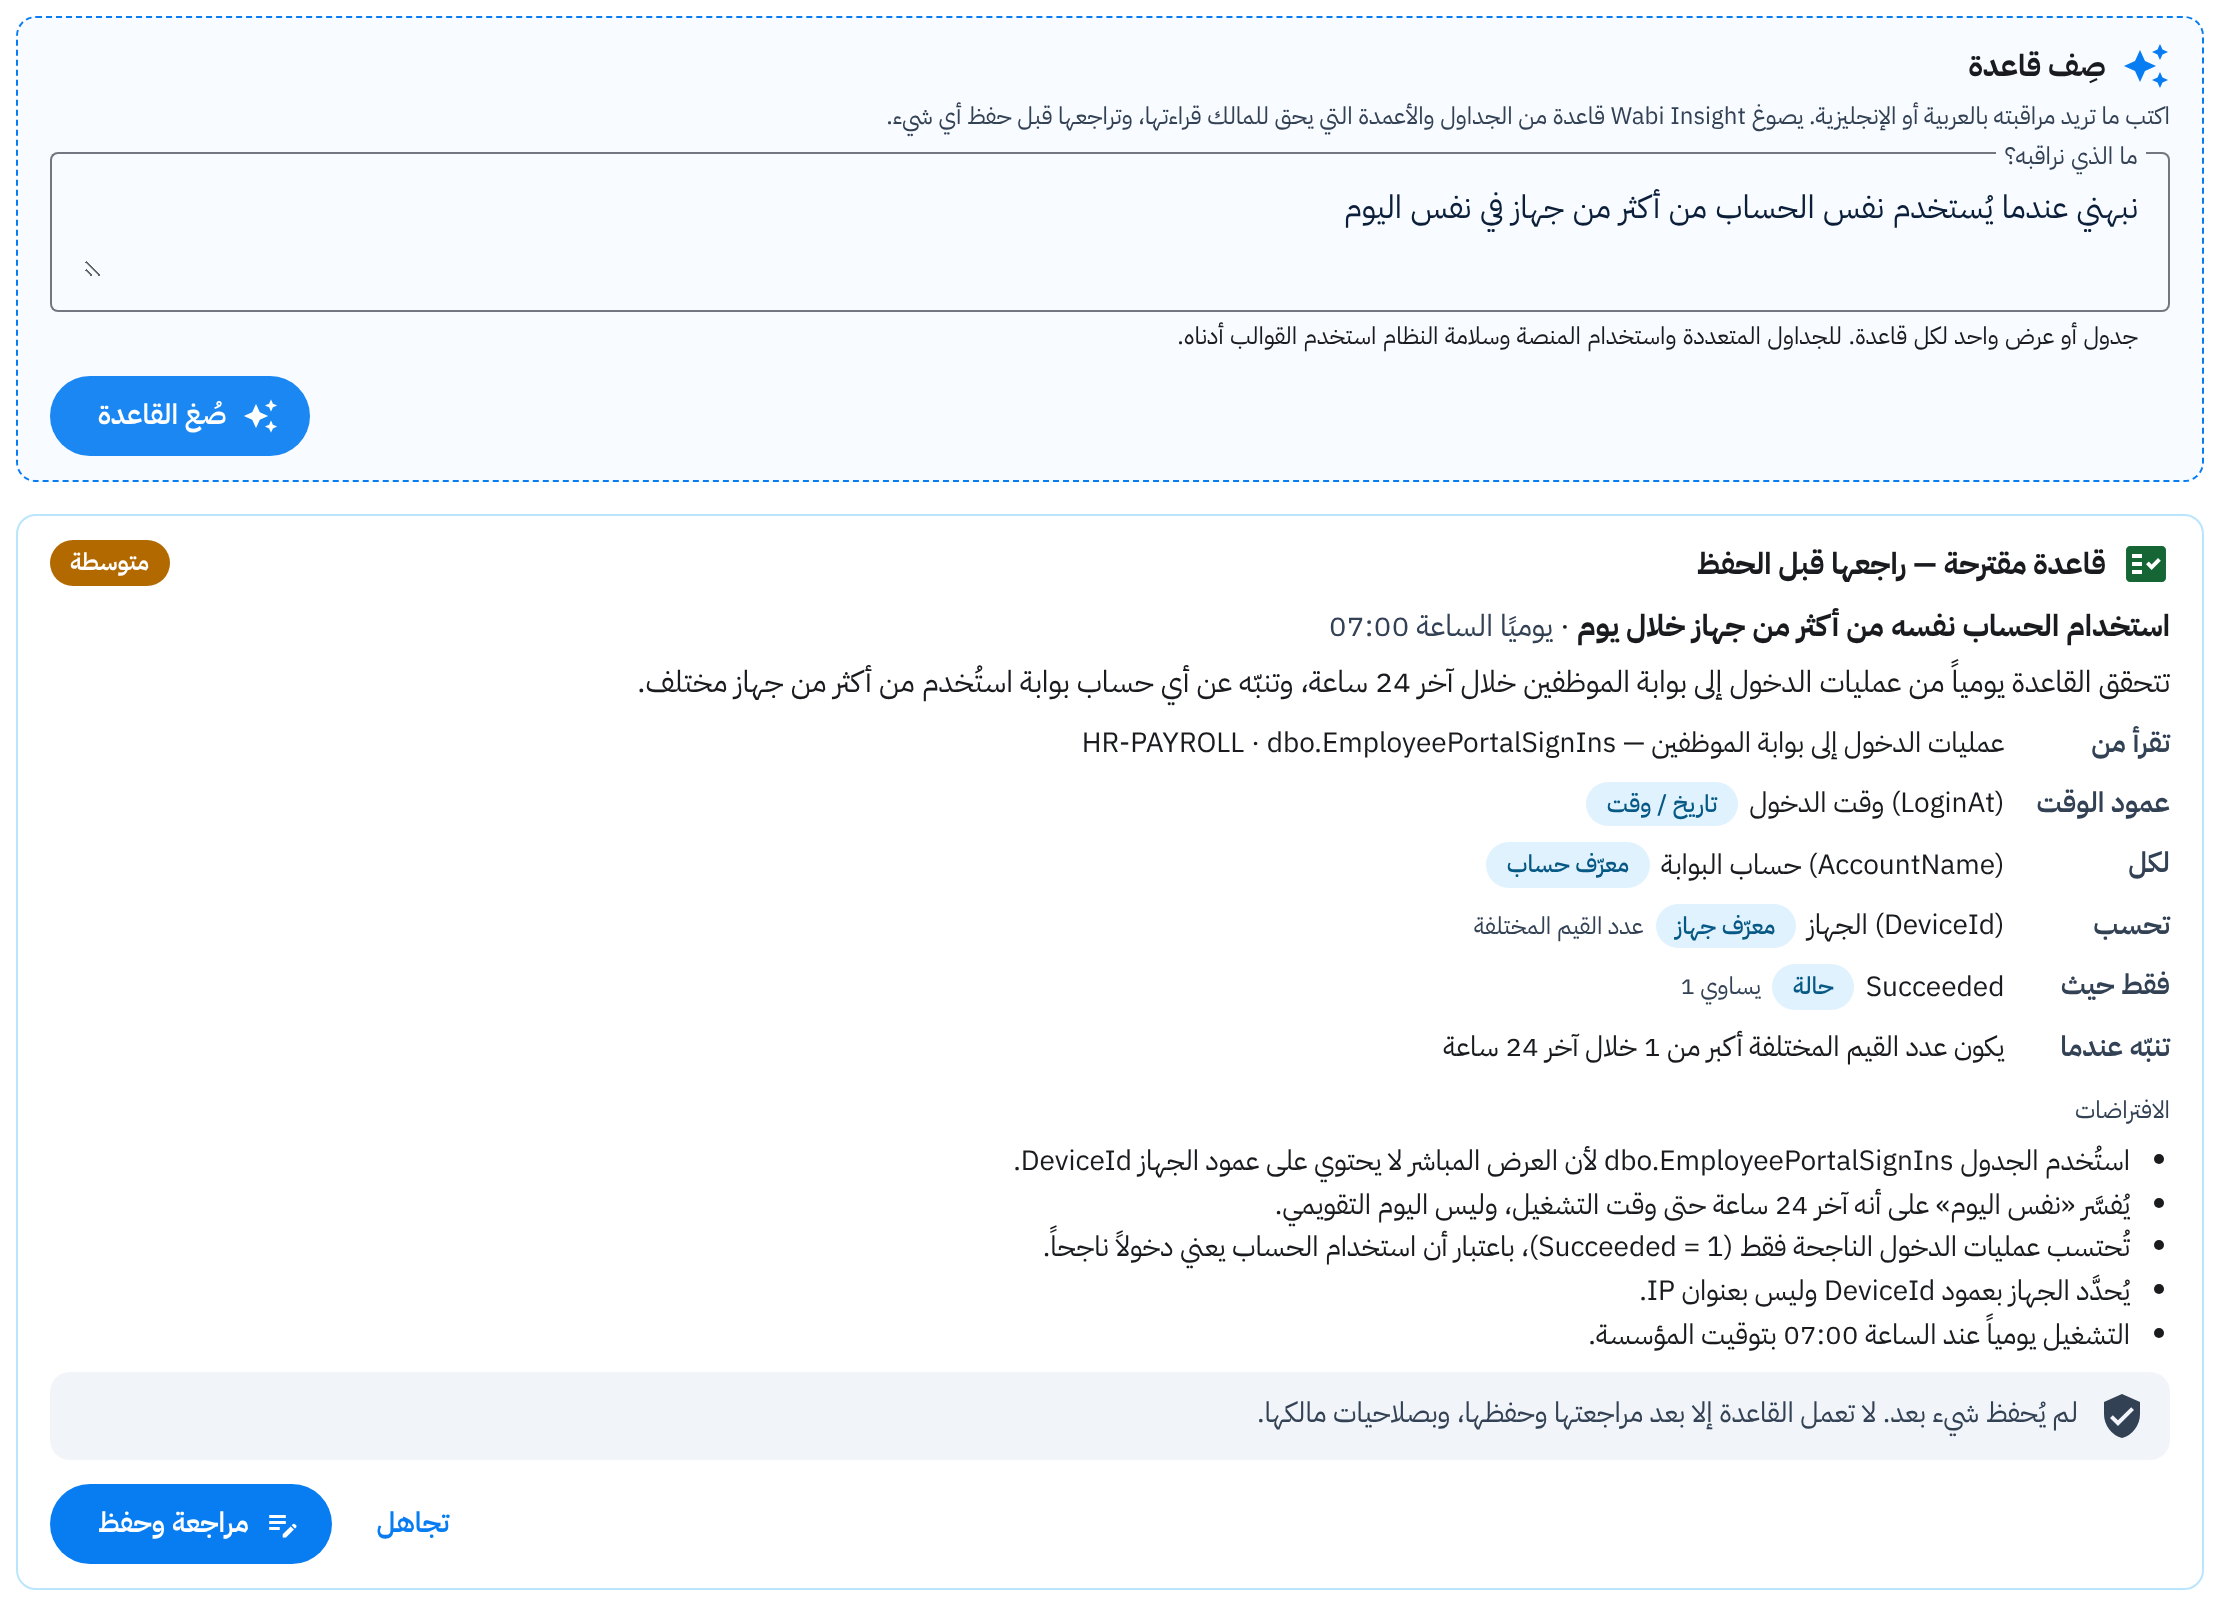 صِف قاعدة
اكتب ما تريد مراقبته بالعربية أو الإنجليزية. يصوغ Wabi Insight قاعدة من الجداول والأعمدة التي يحق للمالك قراءتها، وتراجعها قبل حفظ أي شيء.
ما الذي نراقبه؟
نبهني عندما يُستخدم نفس الحساب من أكثر من جهاز في نفس اليوم
جدول أو عرض واحد لكل قاعدة. للجداول المتعددة واستخدام المنصة وسلامة النظام استخدم القوالب أدناه.
صُغ القاعدة
قاعدة مقترحة — راجعها قبل الحفظ
متوسطة
استخدام الحساب نفسه من أكثر من جهاز خلال يوم · يوميًا الساعة 07:00
تتحقق القاعدة يومياً من عمليات الدخول إلى بوابة الموظفين خلال آخر 24 ساعة، وتنبّه عن أي حساب بوابة استُخدم من أكثر من جهاز مختلف.
تقرأ من عمليات الدخول إلى بوابة الموظفين — HR-PAYROLL · dbo.EmployeePortalSignIns
عمود الوقت (LoginAt) وقت الدخول تاريخ / وقت
لكل (AccountName) حساب البوابة معرّف حساب
تحسب (DeviceId) الجهاز معرّف جهاز عدد القيم المختلفة
فقط حيث Succeeded حالة يساوي 1
تنبّه عندما يكون عدد القيم المختلفة أكبر من 1 خلال آخر 24 ساعة
الافتراضات
• استُخدم الجدول dbo.EmployeePortalSignIns لأن العرض المباشر لا يحتوي على عمود الجهاز DeviceId.
• يُفسَّر «نفس اليوم» على أنه آخر 24 ساعة حتى وقت التشغيل، وليس اليوم التقويمي.
• تُحتسب عمليات الدخول الناجحة فقط (Succeeded = 1)، باعتبار أن استخدام الحساب يعني دخولاً ناجحاً.
• يُحدَّد الجهاز بعمود DeviceId وليس بعنوان IP.
• التشغيل يومياً عند الساعة 07:00 بتوقيت المؤسسة.
لم يُحفظ شيء بعد. لا تعمل القاعدة إلا بعد مراجعتها وحفظها، وبصلاحيات مالكها.
تجاهل
مراجعة وحفظ